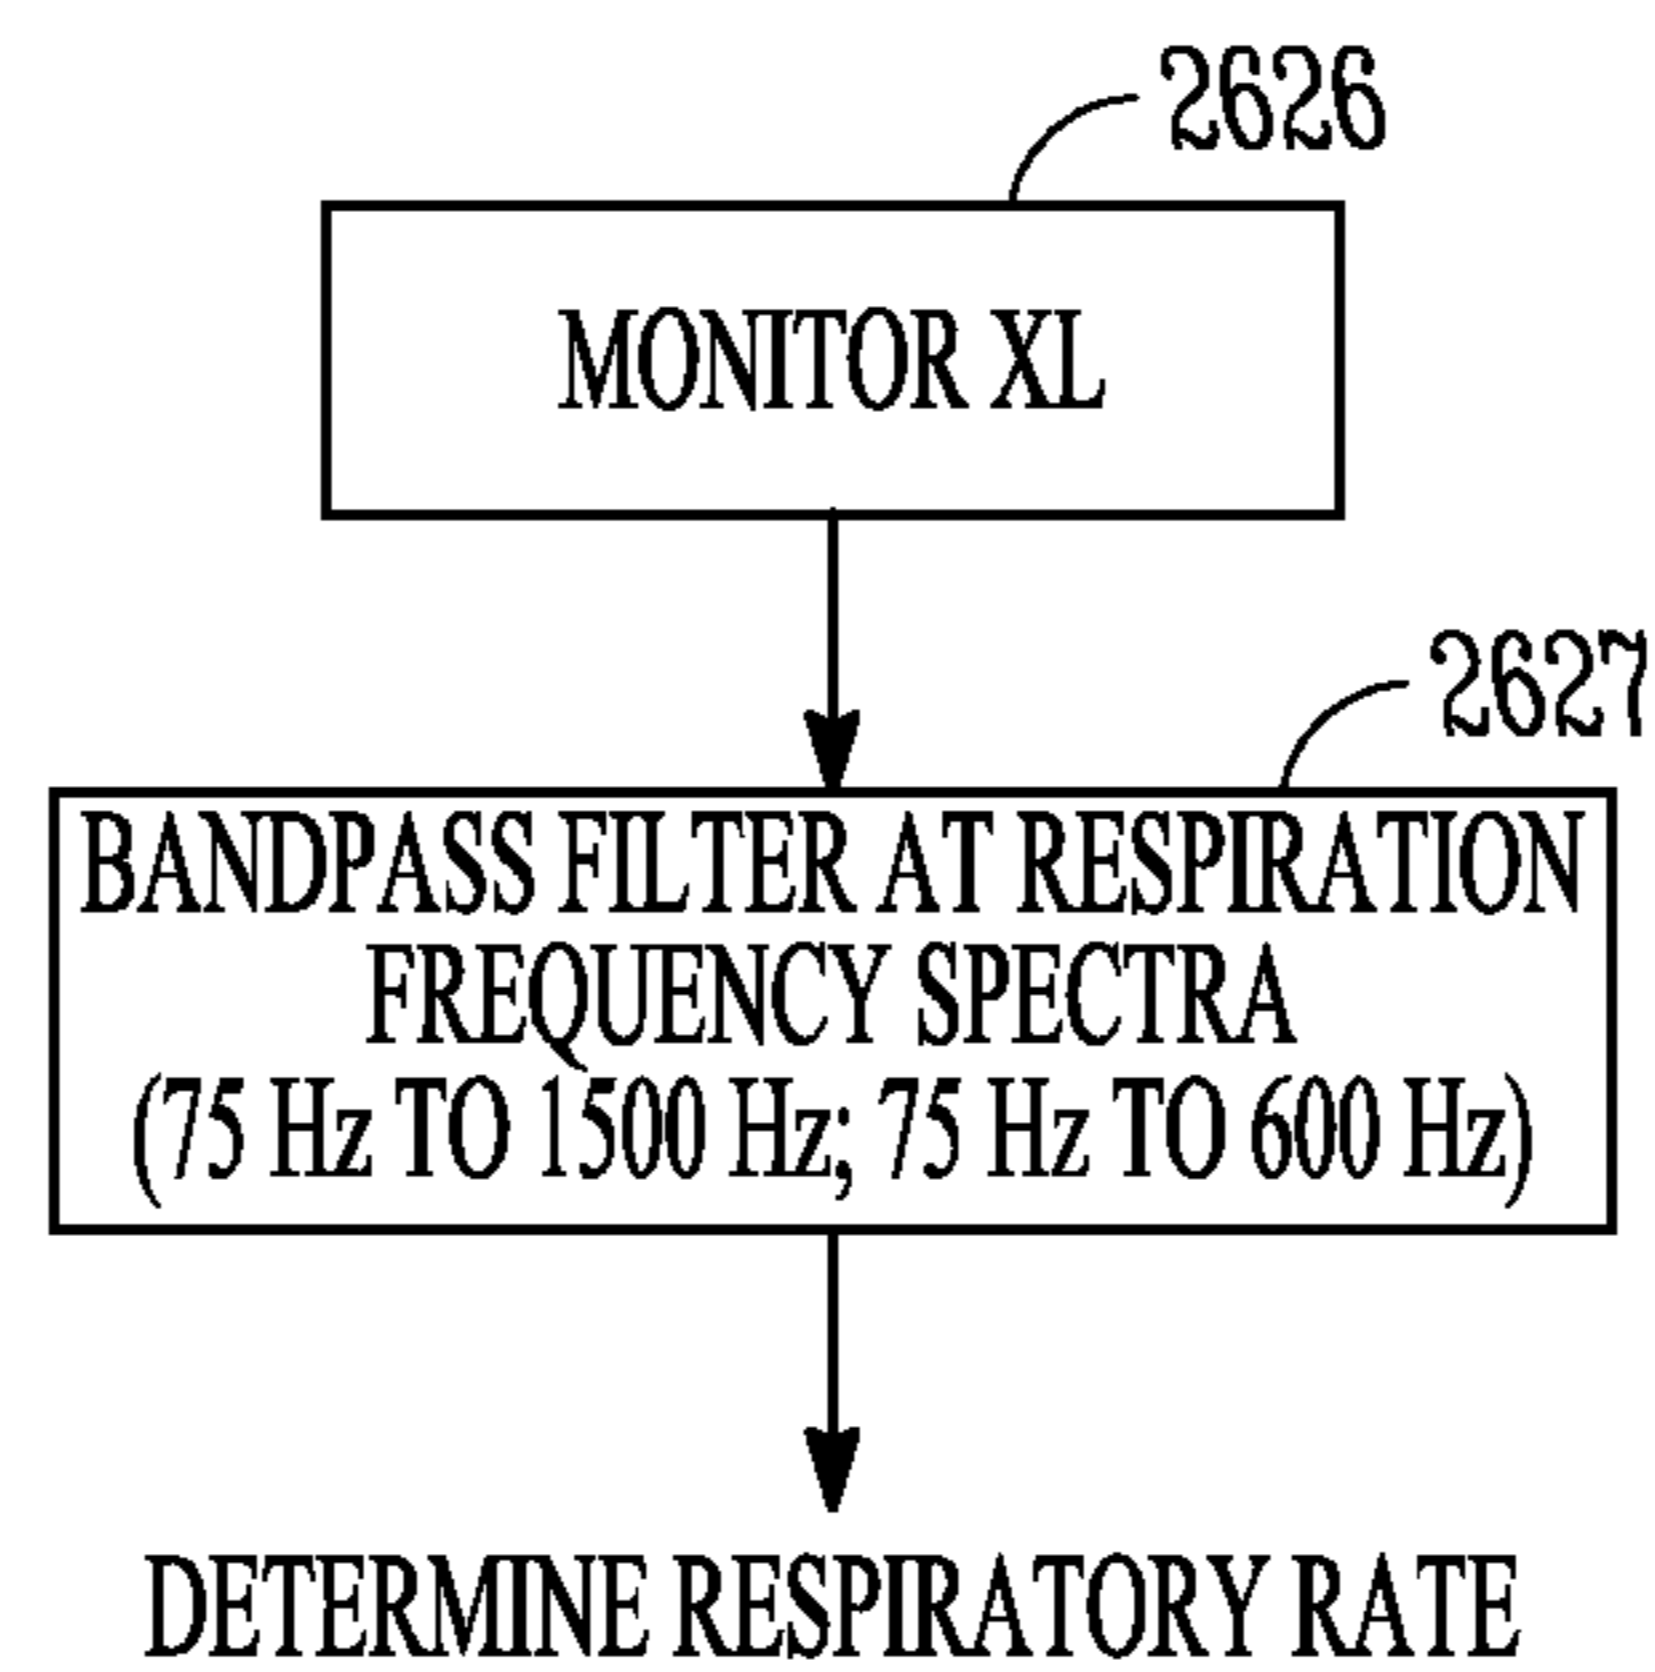 2626
MONITOR XL
2627
BANDPASS FILTER AT RESPIRATION
FREQUENCY SPECTRA
(75 Hz TO 1500 Hz; 75 Hz TO 600 Hz)
DETERMINE RESPIRATORY RATE